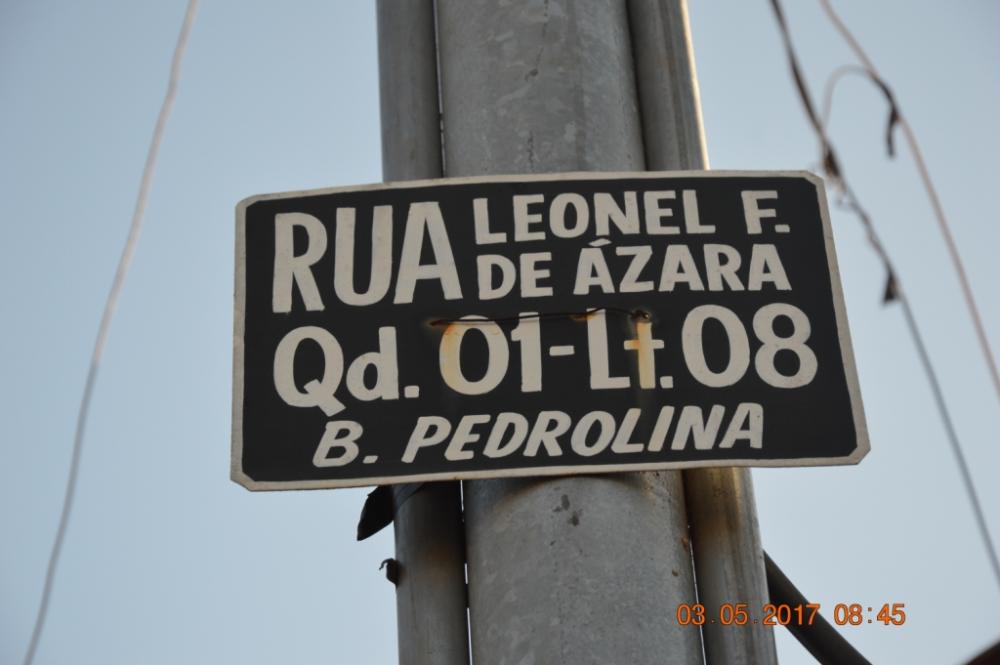 RUA LEONEL F.
DE ÁZARA
Qd. 01-Lt. 08
B. PEDROLINA
03.05.2017 08:45